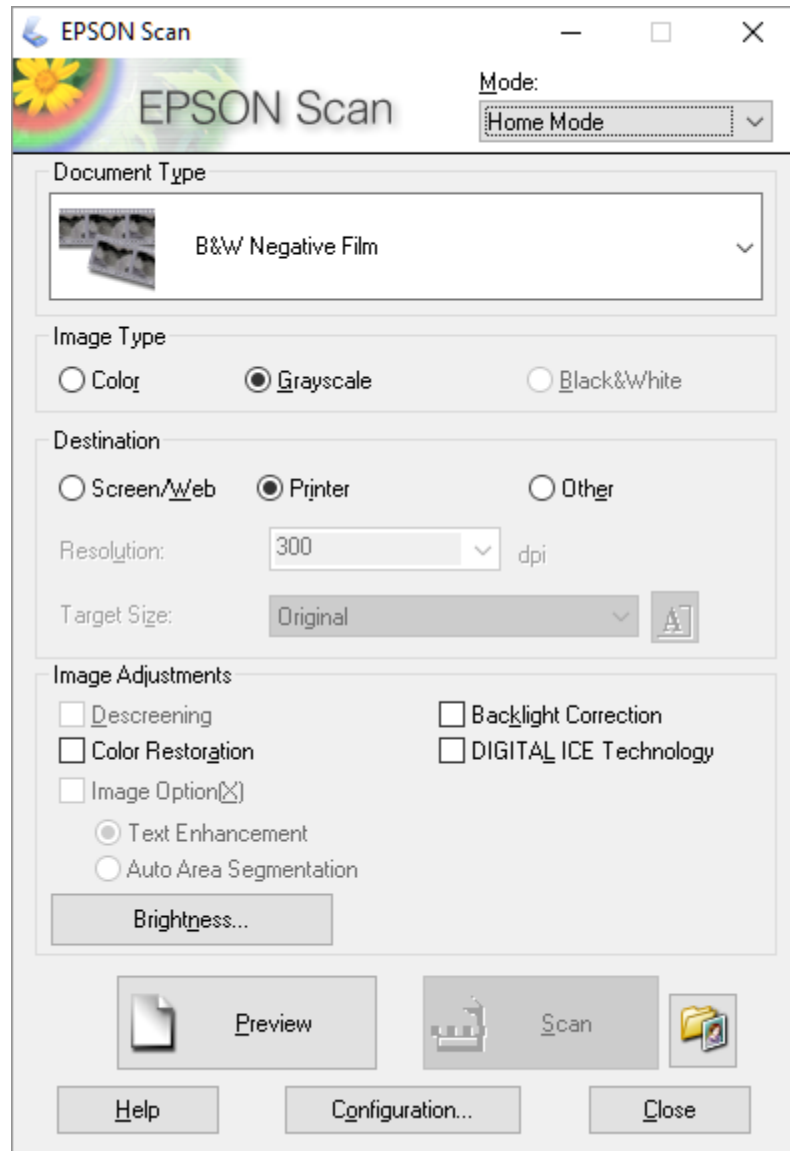 EPSON Scan
EPSON Scan
Mode:
Home Mode
Document Type
B&W Negative Film
Image Type
Color Grayscale Black&White
Destination
Screen/Web Printer Other
Resolution: 300 dpi
Target Size: Original A
Image Adjustments
Descreening Backlight Correction
Color Restoration DIGITAL ICE Technology
Image Option(X)
Text Enhancement
Auto Area Segmentation
Brightness...
Preview Scan
Help Configuration... Close